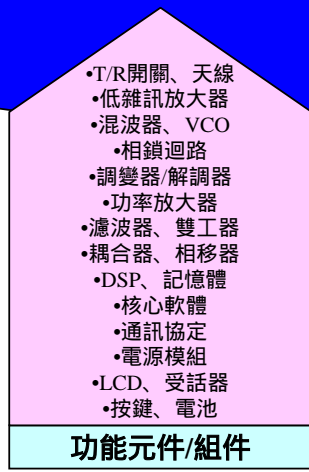 •T/R開關、天線
•低雜訊放大器
•混波器、VCO
•相鎖迴路
•調變器/解調器
•功率放大器
•濾波器、雙工器
•耦合器、相移器
•DSP、記憶體
•核心軟體
•通訊協定
•電源模組
•LCD、受話器
•按鍵、電池
功能元件/組件